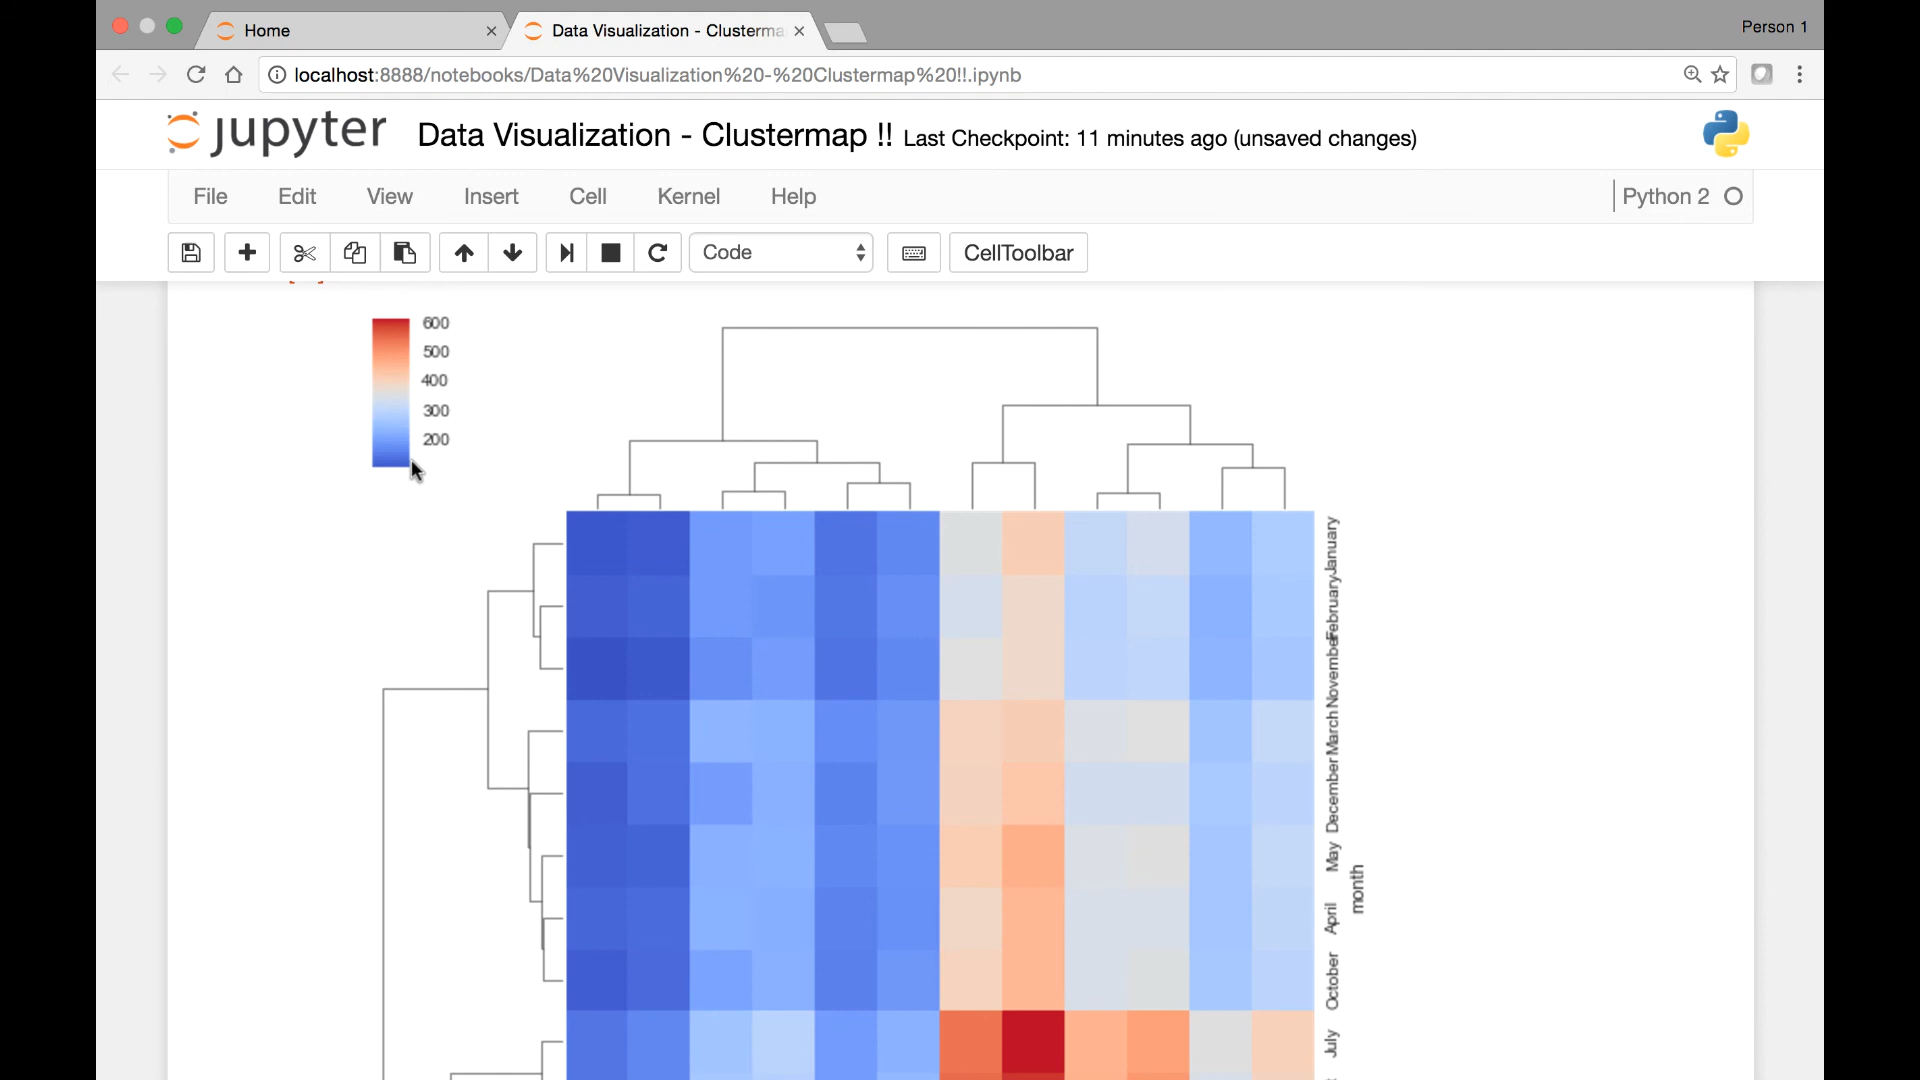 Home
Data Visualization - Clusterma
Person 1
localhost:8888/notebooks/Data%20Visualization%20-%20Clustermap%20!!.ipynb
jupyter
Data Visualization - Clustermap !! Last Checkpoint: 11 minutes ago (unsaved changes)
File Edit View Insert Cell Kernel Help
Python 2
Code
CellToolbar
600
500
400
300
200
January
February
November
March
December
May
April
October
July
month